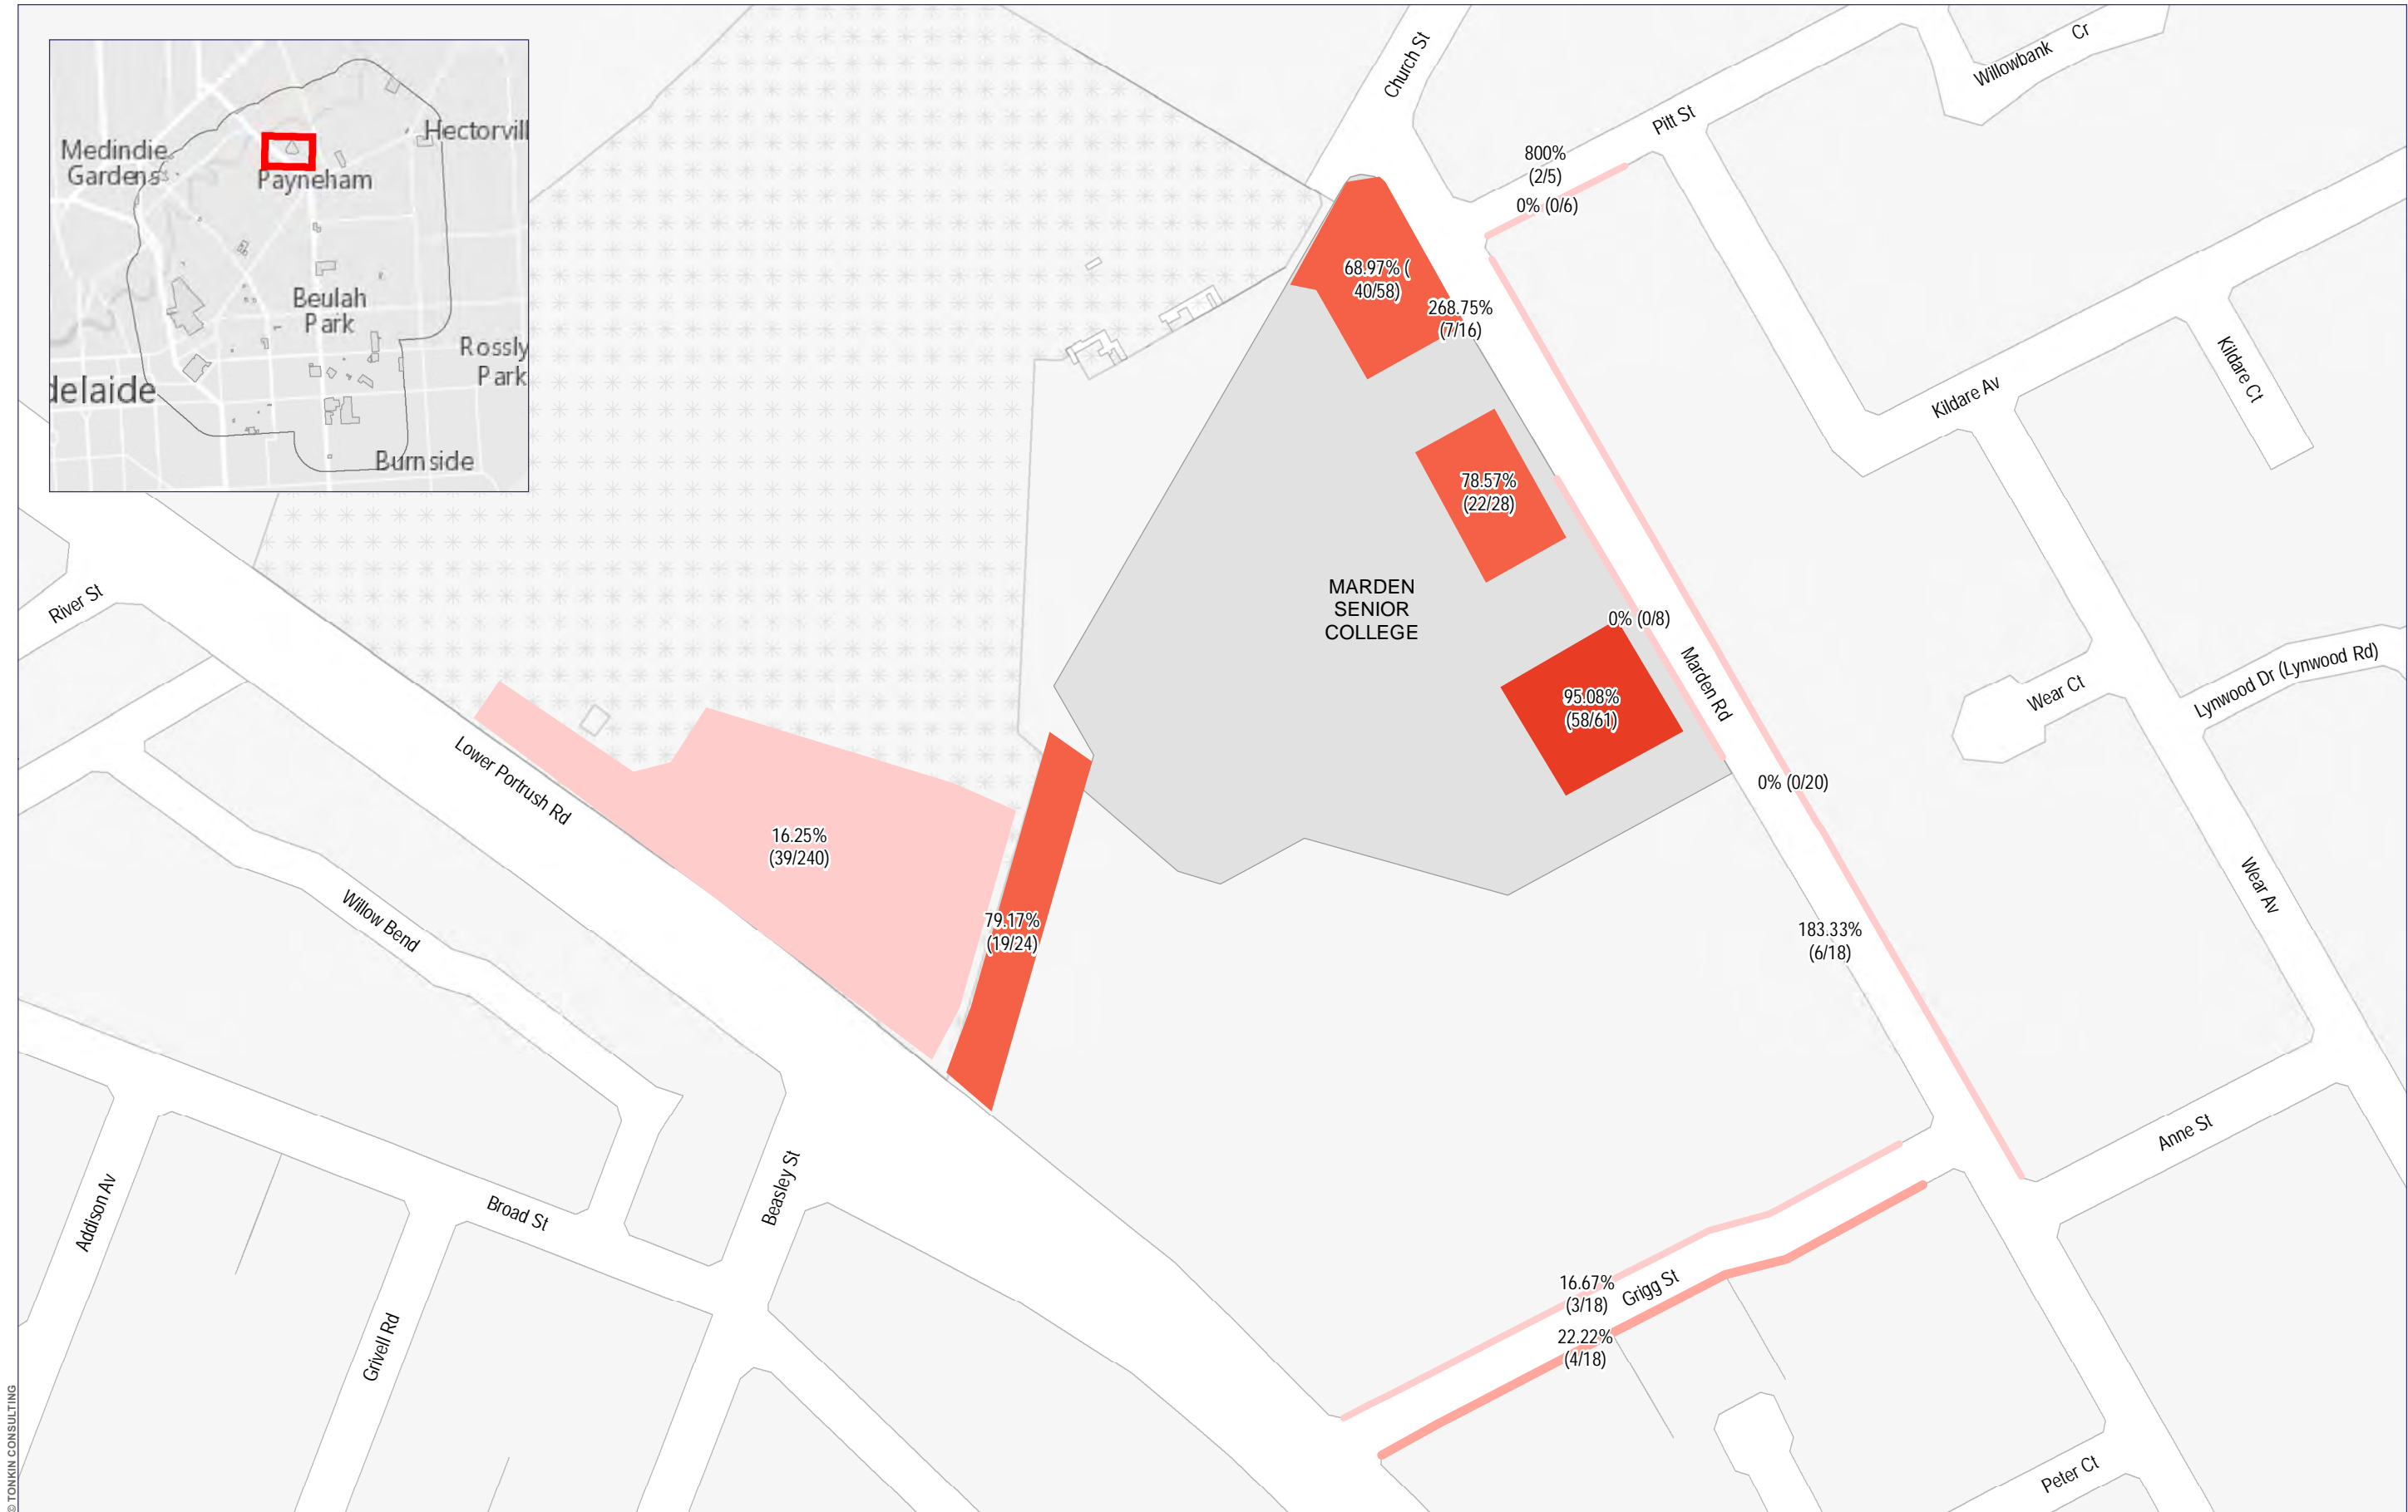 Medindie
Gardens
Hectorvill
Payneham
Beulah
Park
Rossly
Park
delaide
Burnside
Church St
Willowbank Cr
Pitt St
800%
(2/5)
0% (0/6)
68.97% (
40/58)
268.75%
(7/16)
Kildare Ct
Kildare Av
78.57%
(22/28)
MARDEN
SENIOR
COLLEGE
0% (0/8)
River St
Marden Rd
95.08%
(58/61)
Wear Ct
Lynwood Dr (Lynwood Rd)
0% (0/20)
Lower Portrush Rd
16.25%
(39/240)
79.17%
(19/24)
183.33%
(6/18)
Wear Av
Willow Bend
Anne St
Addison Av
Broad St
Beasley St
Grivell Rd
16.67%
(3/18)
Grigg St
22.22%
(4/18)
Peter Ct
© TONKIN CONSULTING